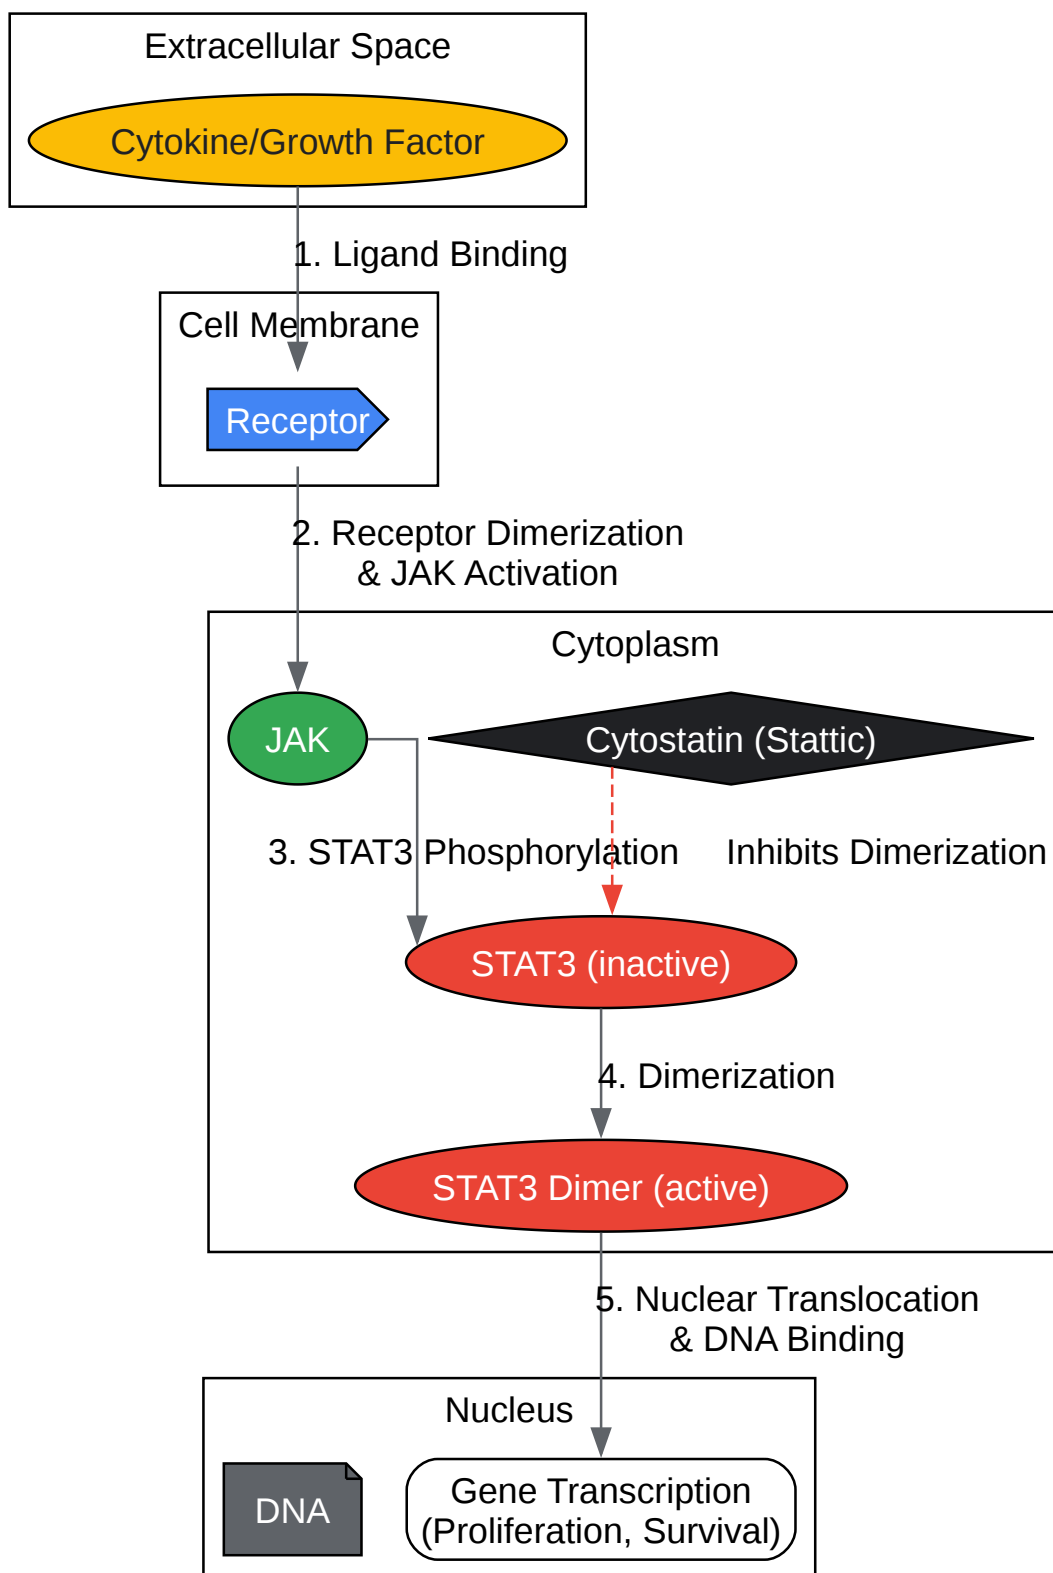 Extracellular Space
Cytokine/Growth Factor
1. Ligand Binding
Cell Membrane
Receptor
2. Receptor Dimerization
& JAK Activation
Cytoplasm
JAK
Cytostatin (Stattic)
3. STAT3 Phosphorylation
Inhibits Dimerization
STAT3 (inactive)
4. Dimerization
STAT3 Dimer (active)
5. Nuclear Translocation
& DNA Binding
Nucleus
DNA
Gene Transcription
(Proliferation, Survival)